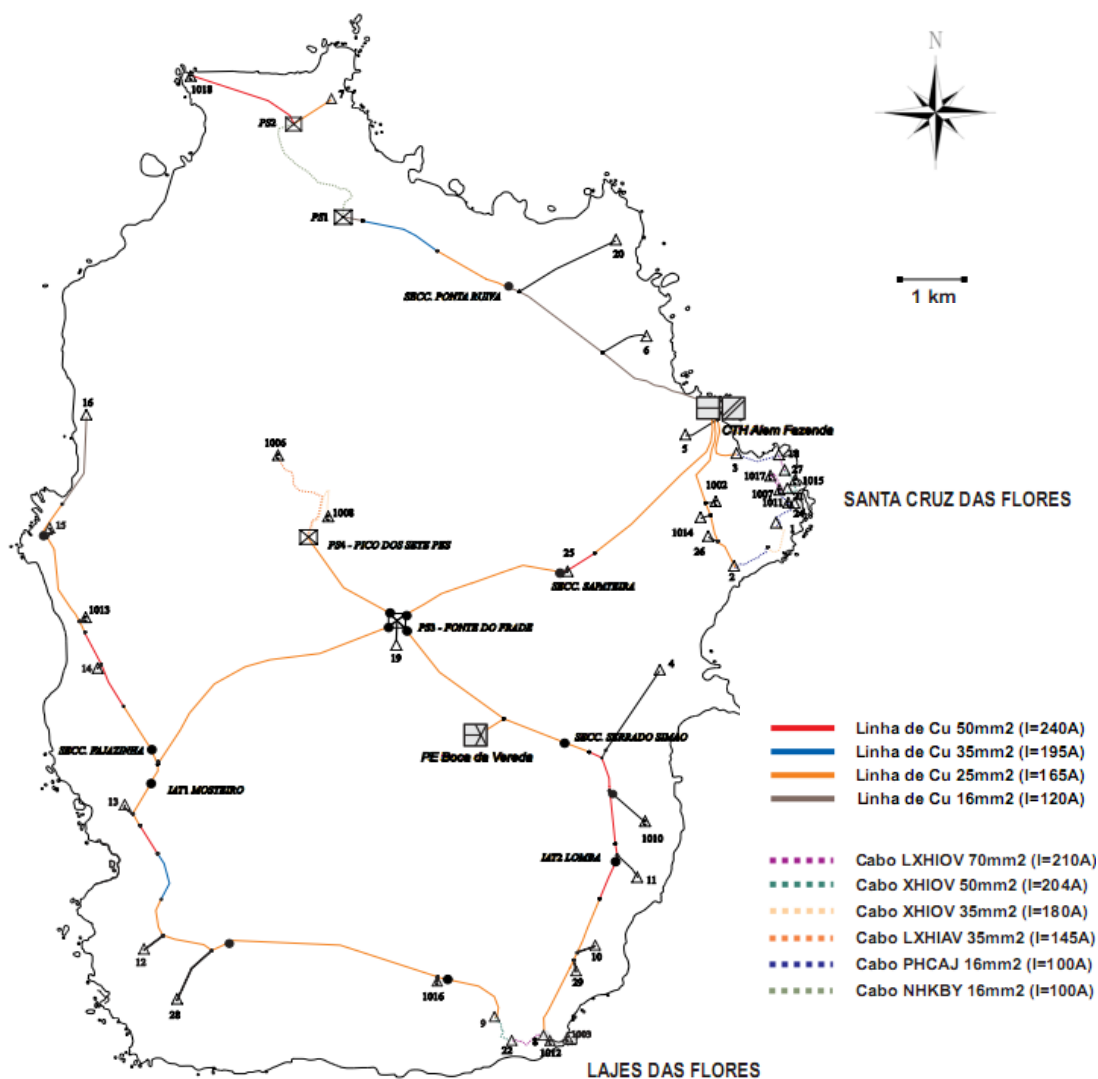 N
1018
7
PS2
PS1
20
SECC. PONTA RUIVA
1 km
6
16
CTH Alem Fazenda
5
3
18
1006
27
1017
1015
1002
1007
SANTA CRUZ DAS FLORES
1011
24
1008
1014
15
PS4 - PICO DOS SETE PES
26
25
1
2
SECC. SAPATEIRA
1013
PS3 - FONTE DO FRADE
19
14
4
Linha de Cu 50mm2 (I=240A)
SECC. FAJAZINHA
SECC. SERRADO SIMAO
Linha de Cu 35mm2 (I=195A)
PE Boca da Vereda
Linha de Cu 25mm2 (I=165A)
IAT1 MOSTEIRO
Linha de Cu 16mm2 (I=120A)
13
1010
IAT2 LOMBA
Cabo LXHIOV 70mm2 (I=210A)
11
Cabo XHIOV 50mm2 (I=204A)
Cabo XHIOV 35mm2 (I=180A)
12
10
Cabo LXHIAV 35mm2 (I=145A)
29
Cabo PHCAJ 16mm2 (I=100A)
28
1016
Cabo NHKBY 16mm2 (I=100A)
9
8
1003
22
1012
LAJES DAS FLORES